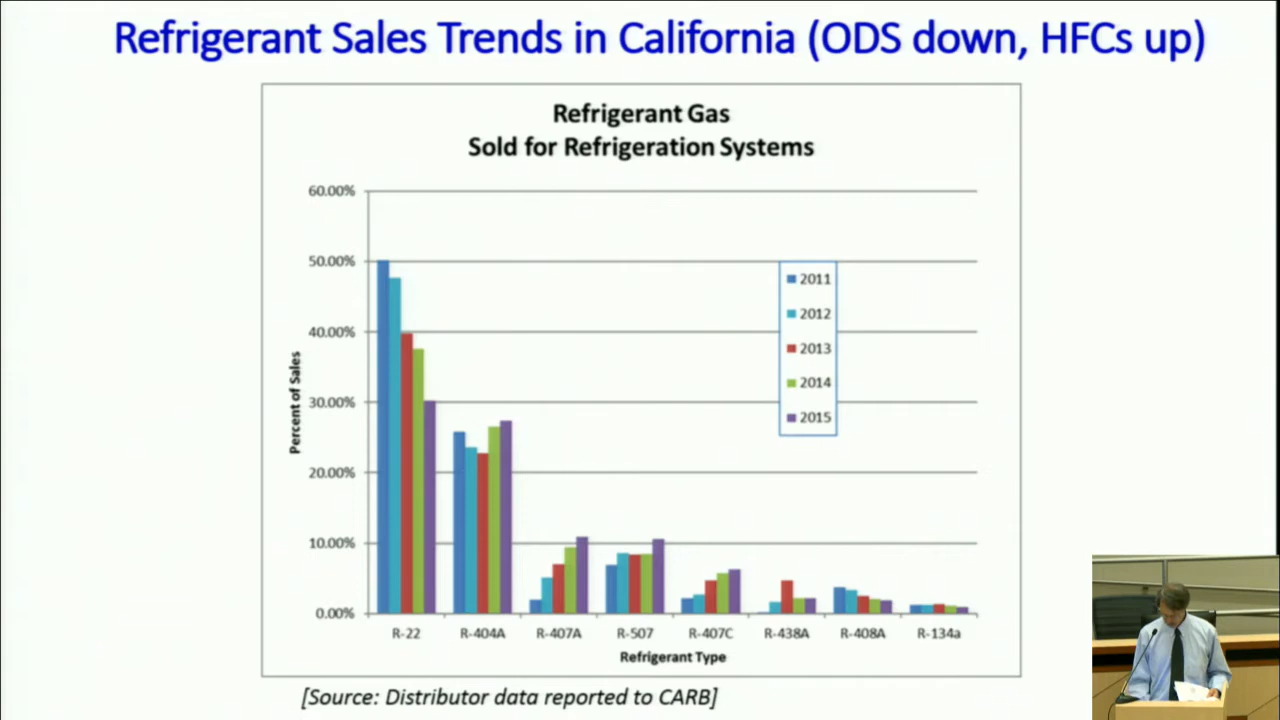 Refrigerant Sales Trends in California (ODS down, HFCs up)
Refrigerant Gas
Sold for Refrigeration Systems
60.00%
50.00%
40.00%
30.00%
20.00%
10.00%
0.00%
Percent of Sales
2011
2012
2013
2014
2015
R-22 R-404A R-407A R-507 R-407C R-438A R-408A R-134a
Refrigerant Type
[Source: Distributor data reported to CARB]